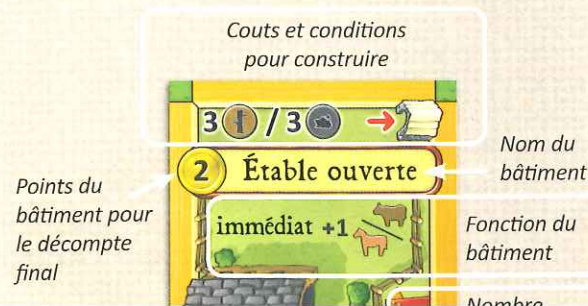 Couts et conditions
pour construire
3 / 3
2 Étable ouverte
immédiat +1
Nom du
bâtiment
Points du
bâtiment pour
le décompte
final
Fonction du
bâtiment
Nombre